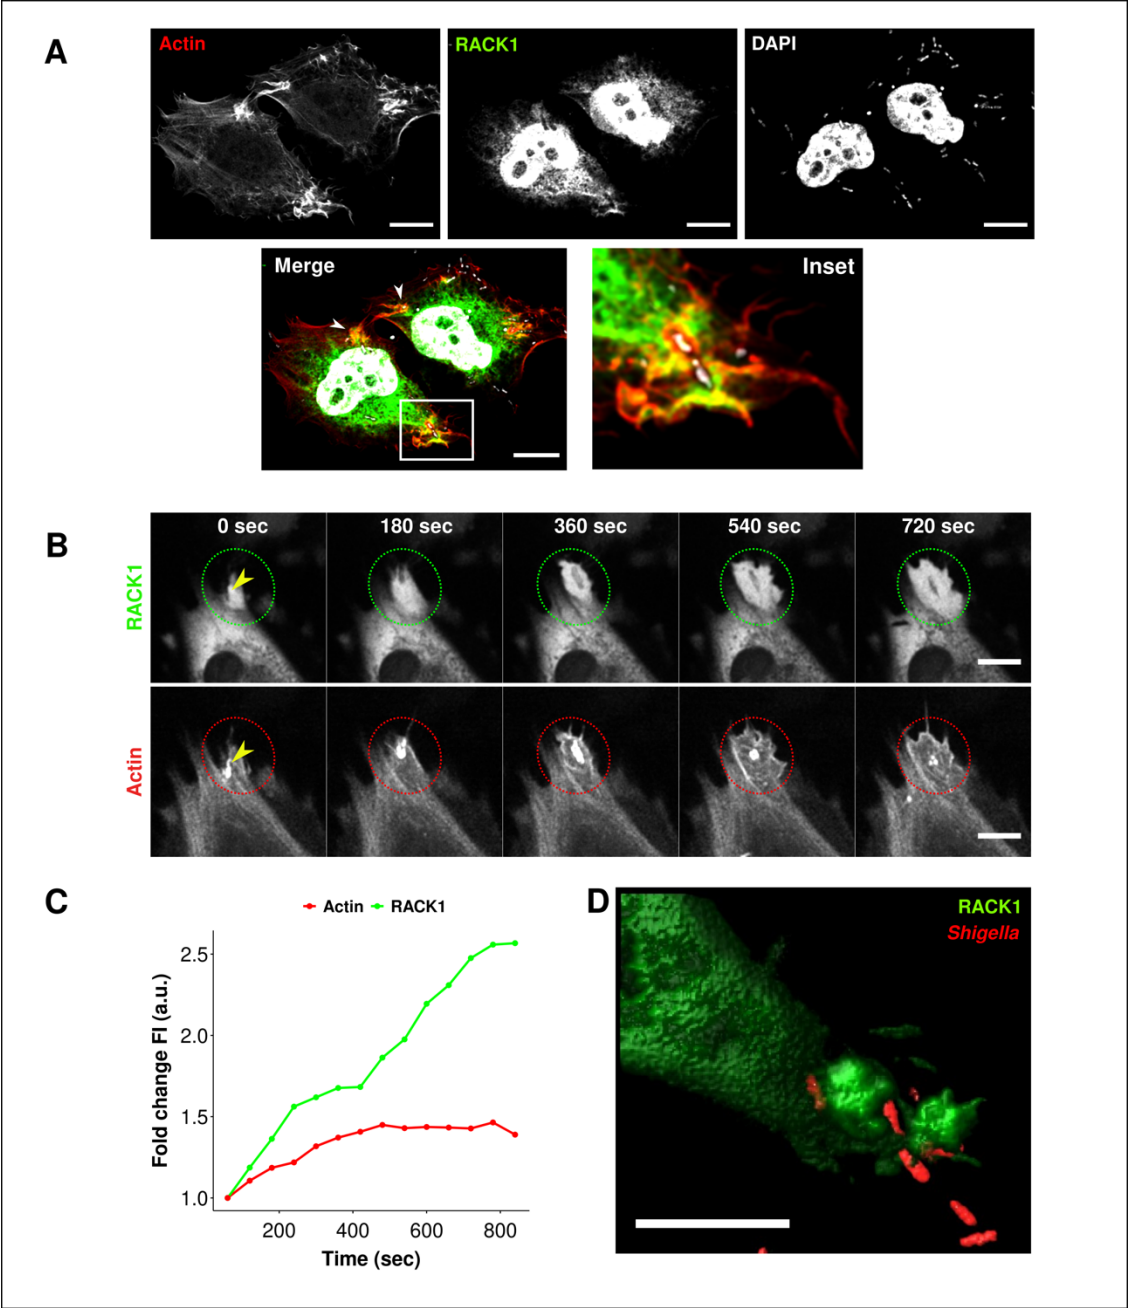 A
Actin
RACK1
DAPI
Merge
Inset
B
0 sec
180 sec
360 sec
540 sec
720 sec
RACK1
Actin
C
Actin
RACK1
Fold change FI (a.u.)
2.5
2.0
1.5
1.0
200
400
600
800
Time (sec)
D
RACK1
Shigella